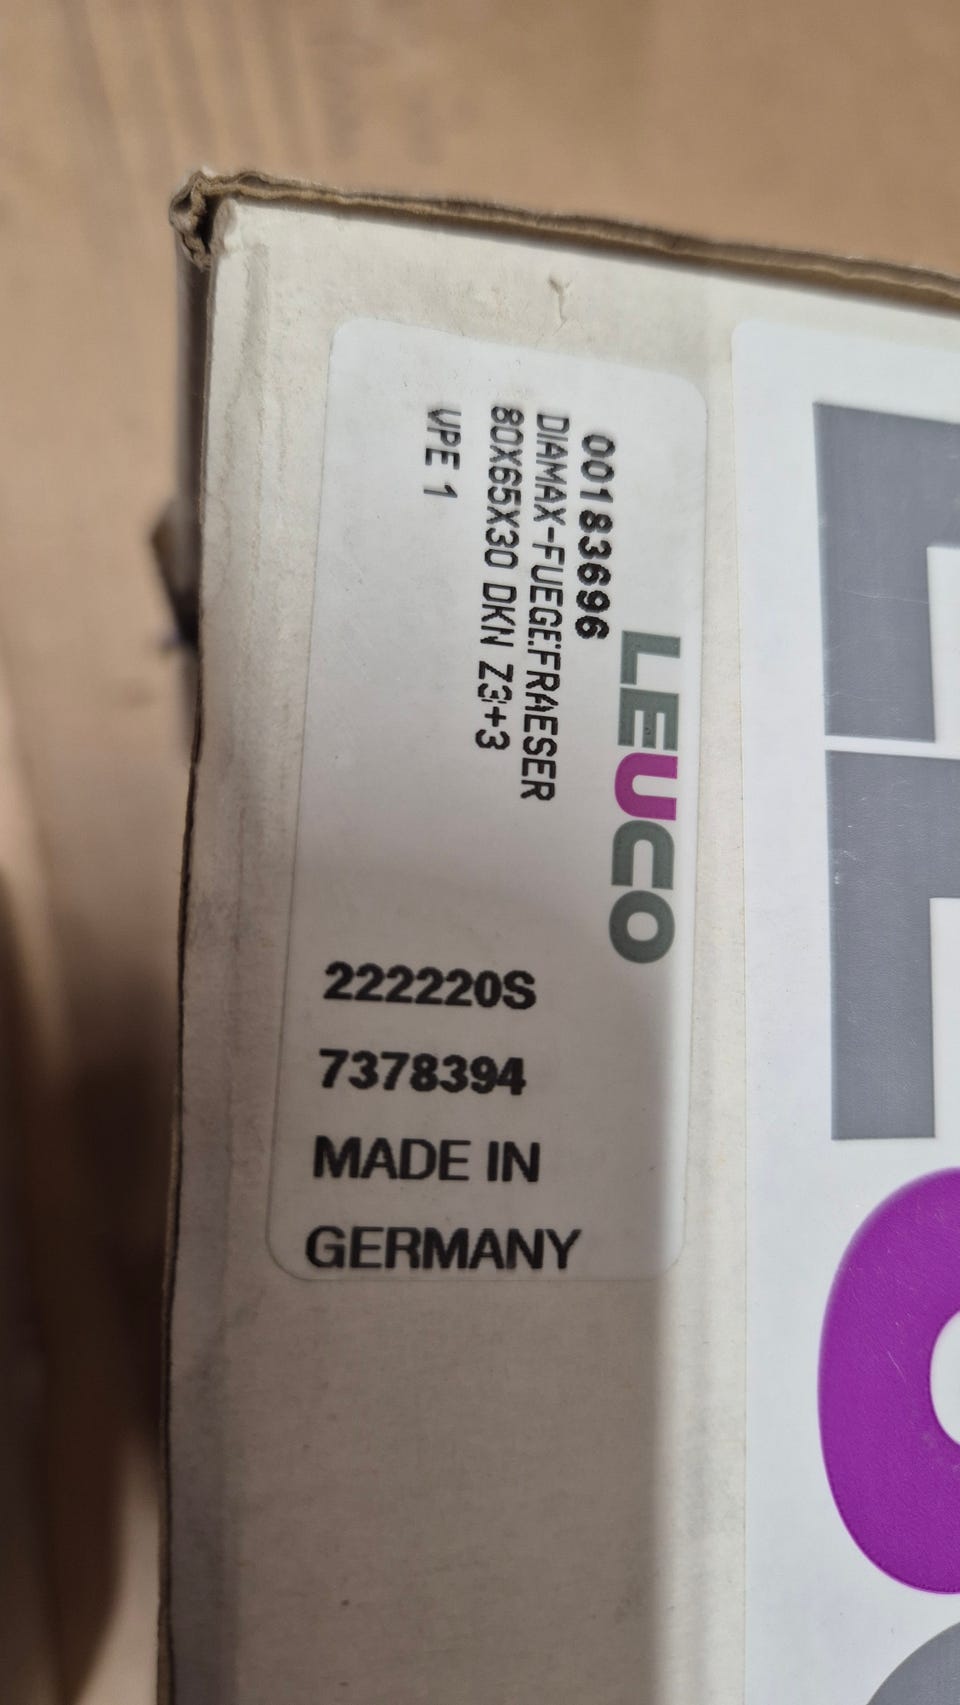 LEUCO
00183696
DIAMAX-FUEGEFRAESER
80X65X30 DKN Z3+3
VPE 1
222220S
7378394
MADE IN
GERMANY